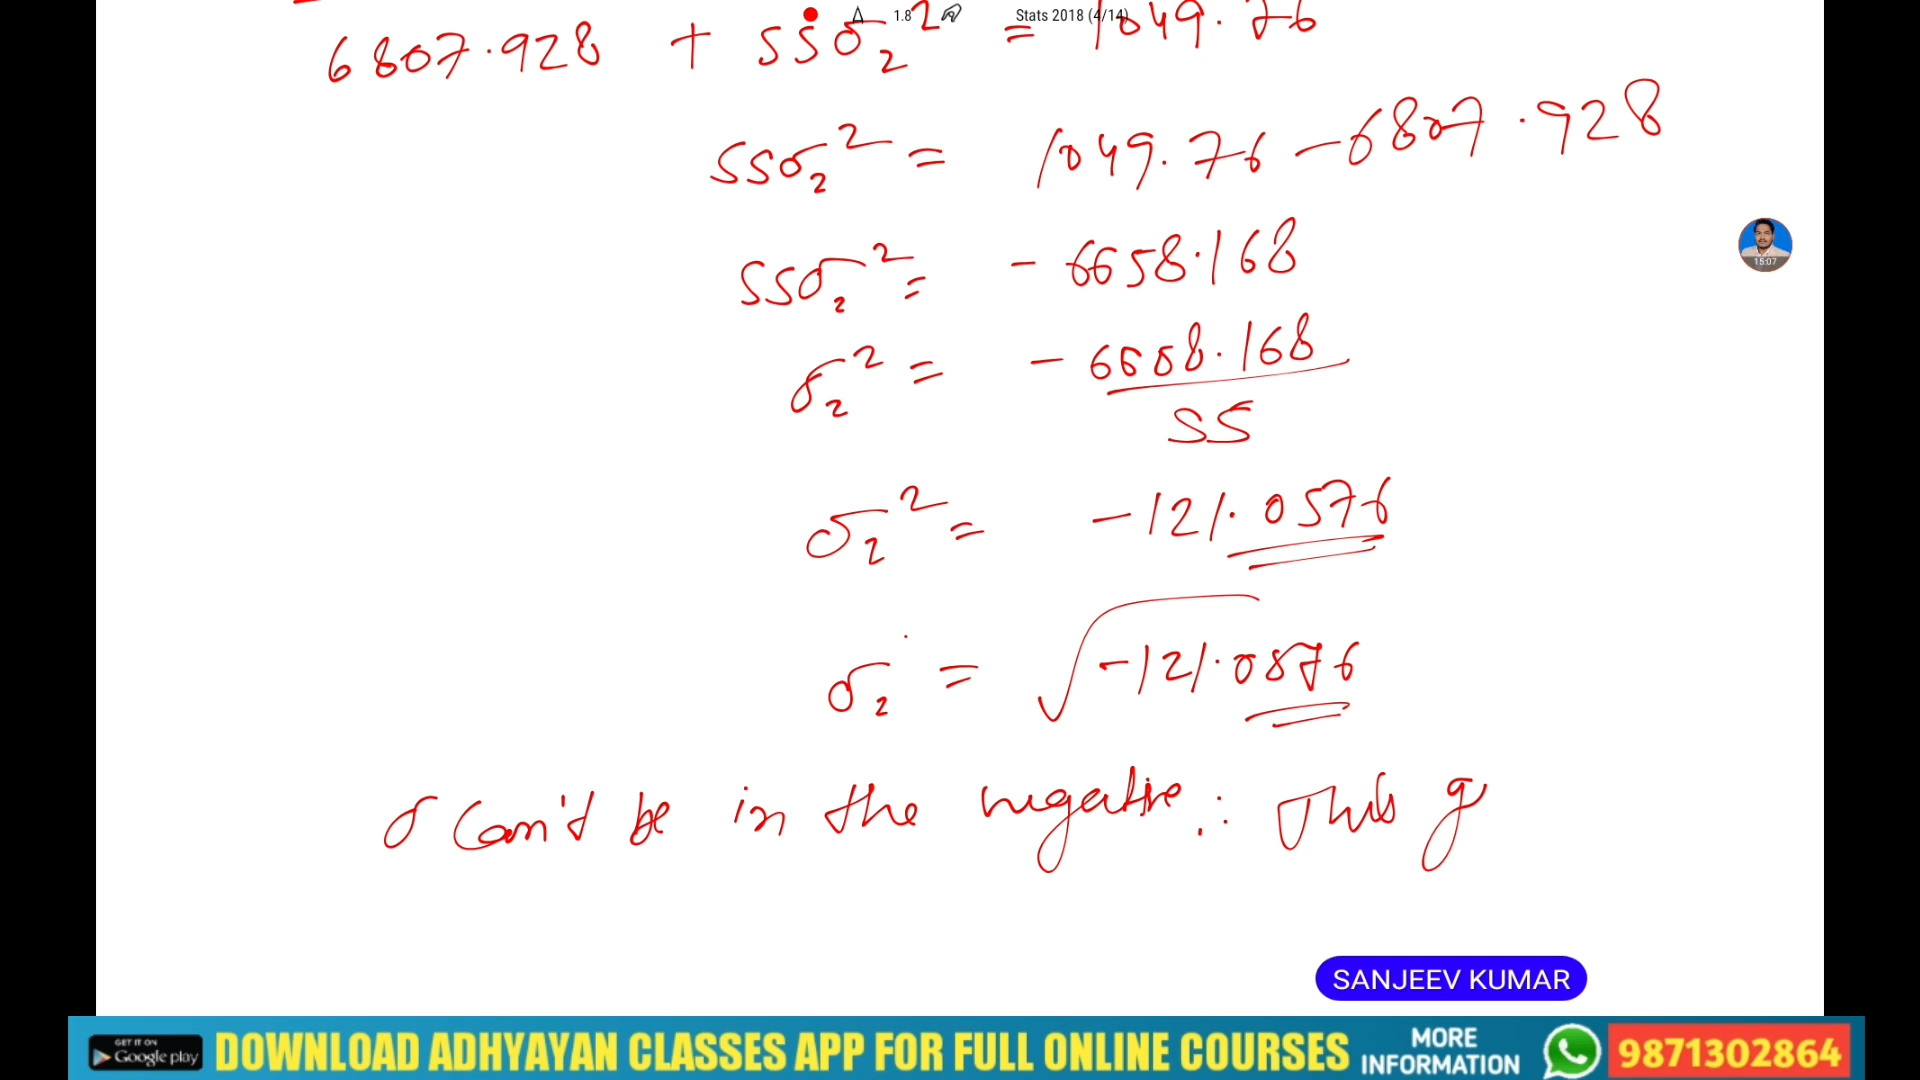 1.8 Stats 2018 (4/14)
6807.928 + 55σ₂² = 1049.76
55σ₂² = 1049.76 - 6807.928
55σ₂² = - 6658.168
σ₂² = - 6658.168
55
σ₂² = -121.0576
σ₂ = √-121.0876
σ Can't be in the negative ∴ This g
15:07
SANJEEV KUMAR
GET IT ON
Google play
DOWNLOAD ADHYAYAN CLASSES APP FOR FULL ONLINE COURSES
MORE
INFORMATION
9871302864